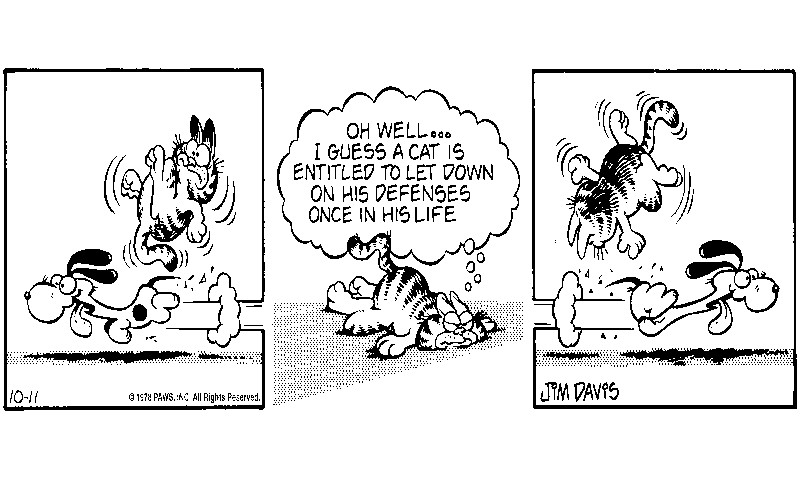 10-11
© 1978 PAWS, INC. All Rights Reserved.
OH WELL...
I GUESS A CAT IS
ENTITLED TO LET DOWN
ON HIS DEFENSES
ONCE IN HIS LIFE
JIM DAVIS